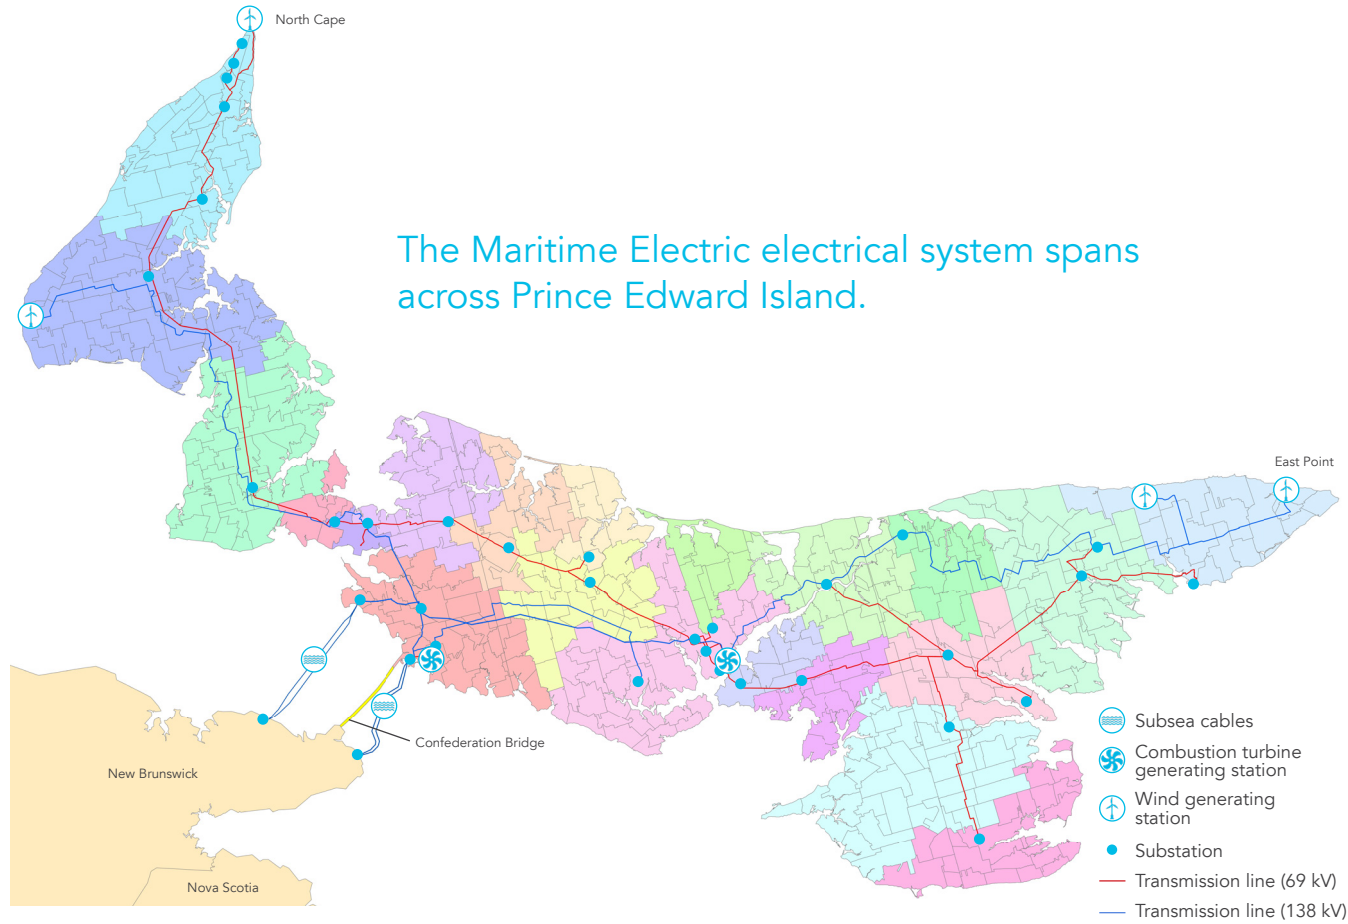 North Cape
The Maritime Electric electrical system spans
across Prince Edward Island.
East Point
Confederation Bridge
New Brunswick
Nova Scotia
Subsea cables
Combustion turbine
generating station
Wind generating
station
Substation
Transmission line (69 kV)
Transmission line (138 kV)